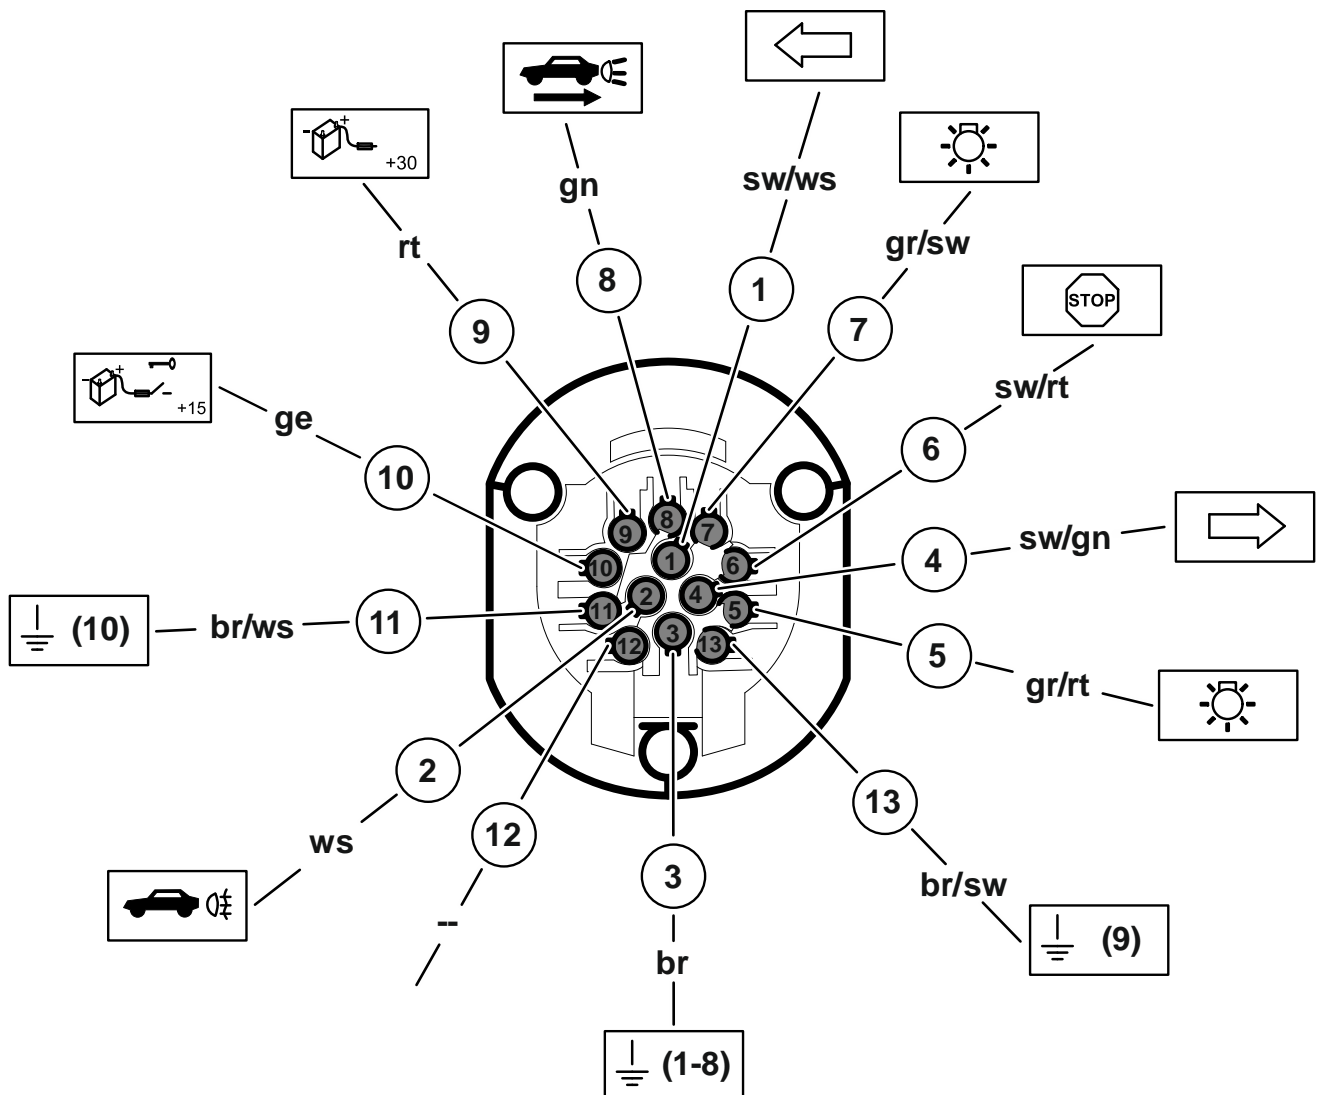 +30
- +
gn
sw/ws
rt
gr/sw
8
1
9
7
STOP
- +
+15
sw/rt
ge
6
10
8
9
7
1
10
6
4
sw/gn
2
4
11
5
(10)
br/ws
11
3
12
13
5
gr/rt
2
13
ws
12
3
br/sw
--
(9)
br
(1-8)